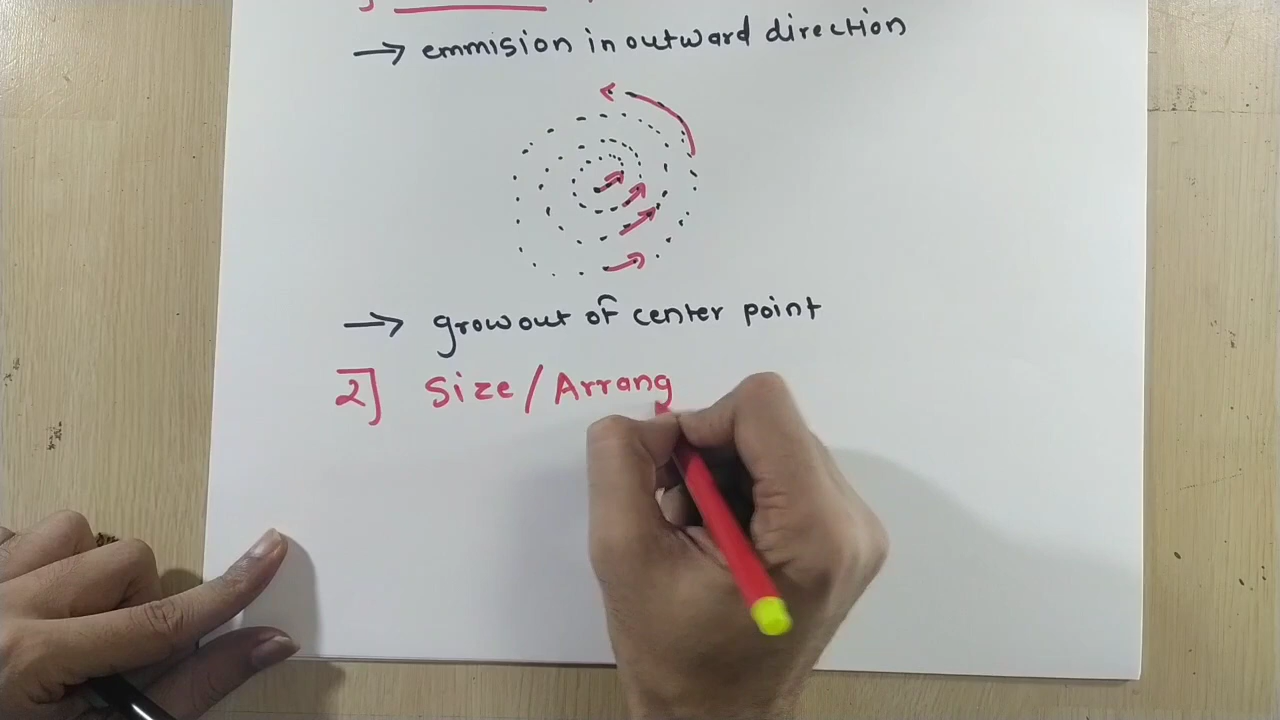 → emmision in outward direction
→ grow out of center point
2] Size/Arrang